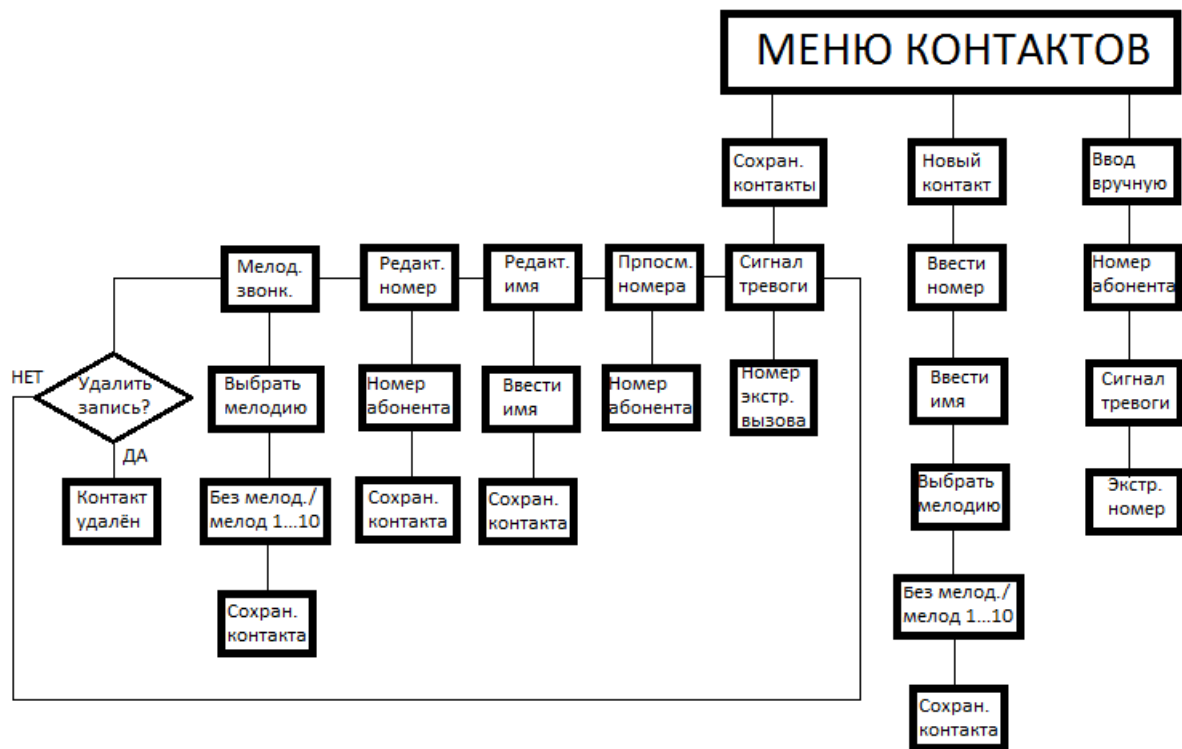 МЕНЮ КОНТАКТОВ
Сохран.
контакты
Новый
контакт
Ввод
вручную
Мелод.
звонк.
Редакт.
номер
Редакт.
имя
Прпосм.
номера
Сигнал
тревоги
Ввести
номер
Номер
абонента
НЕТ
Удалить
запись?
ДА
Выбрать
мелодию
Номер
абонента
Ввести
имя
Номер
абонента
Номер
экстр.
вызова
Ввести
имя
Сигнал
тревоги
Контакт
удалён
Без мелод./
мелод 1...10
Сохран.
контакта
Сохран.
контакта
Выбрать
мелодию
Экстр.
номер
Сохран.
контакта
Без мелод./
мелод 1...10
Сохран.
контакта